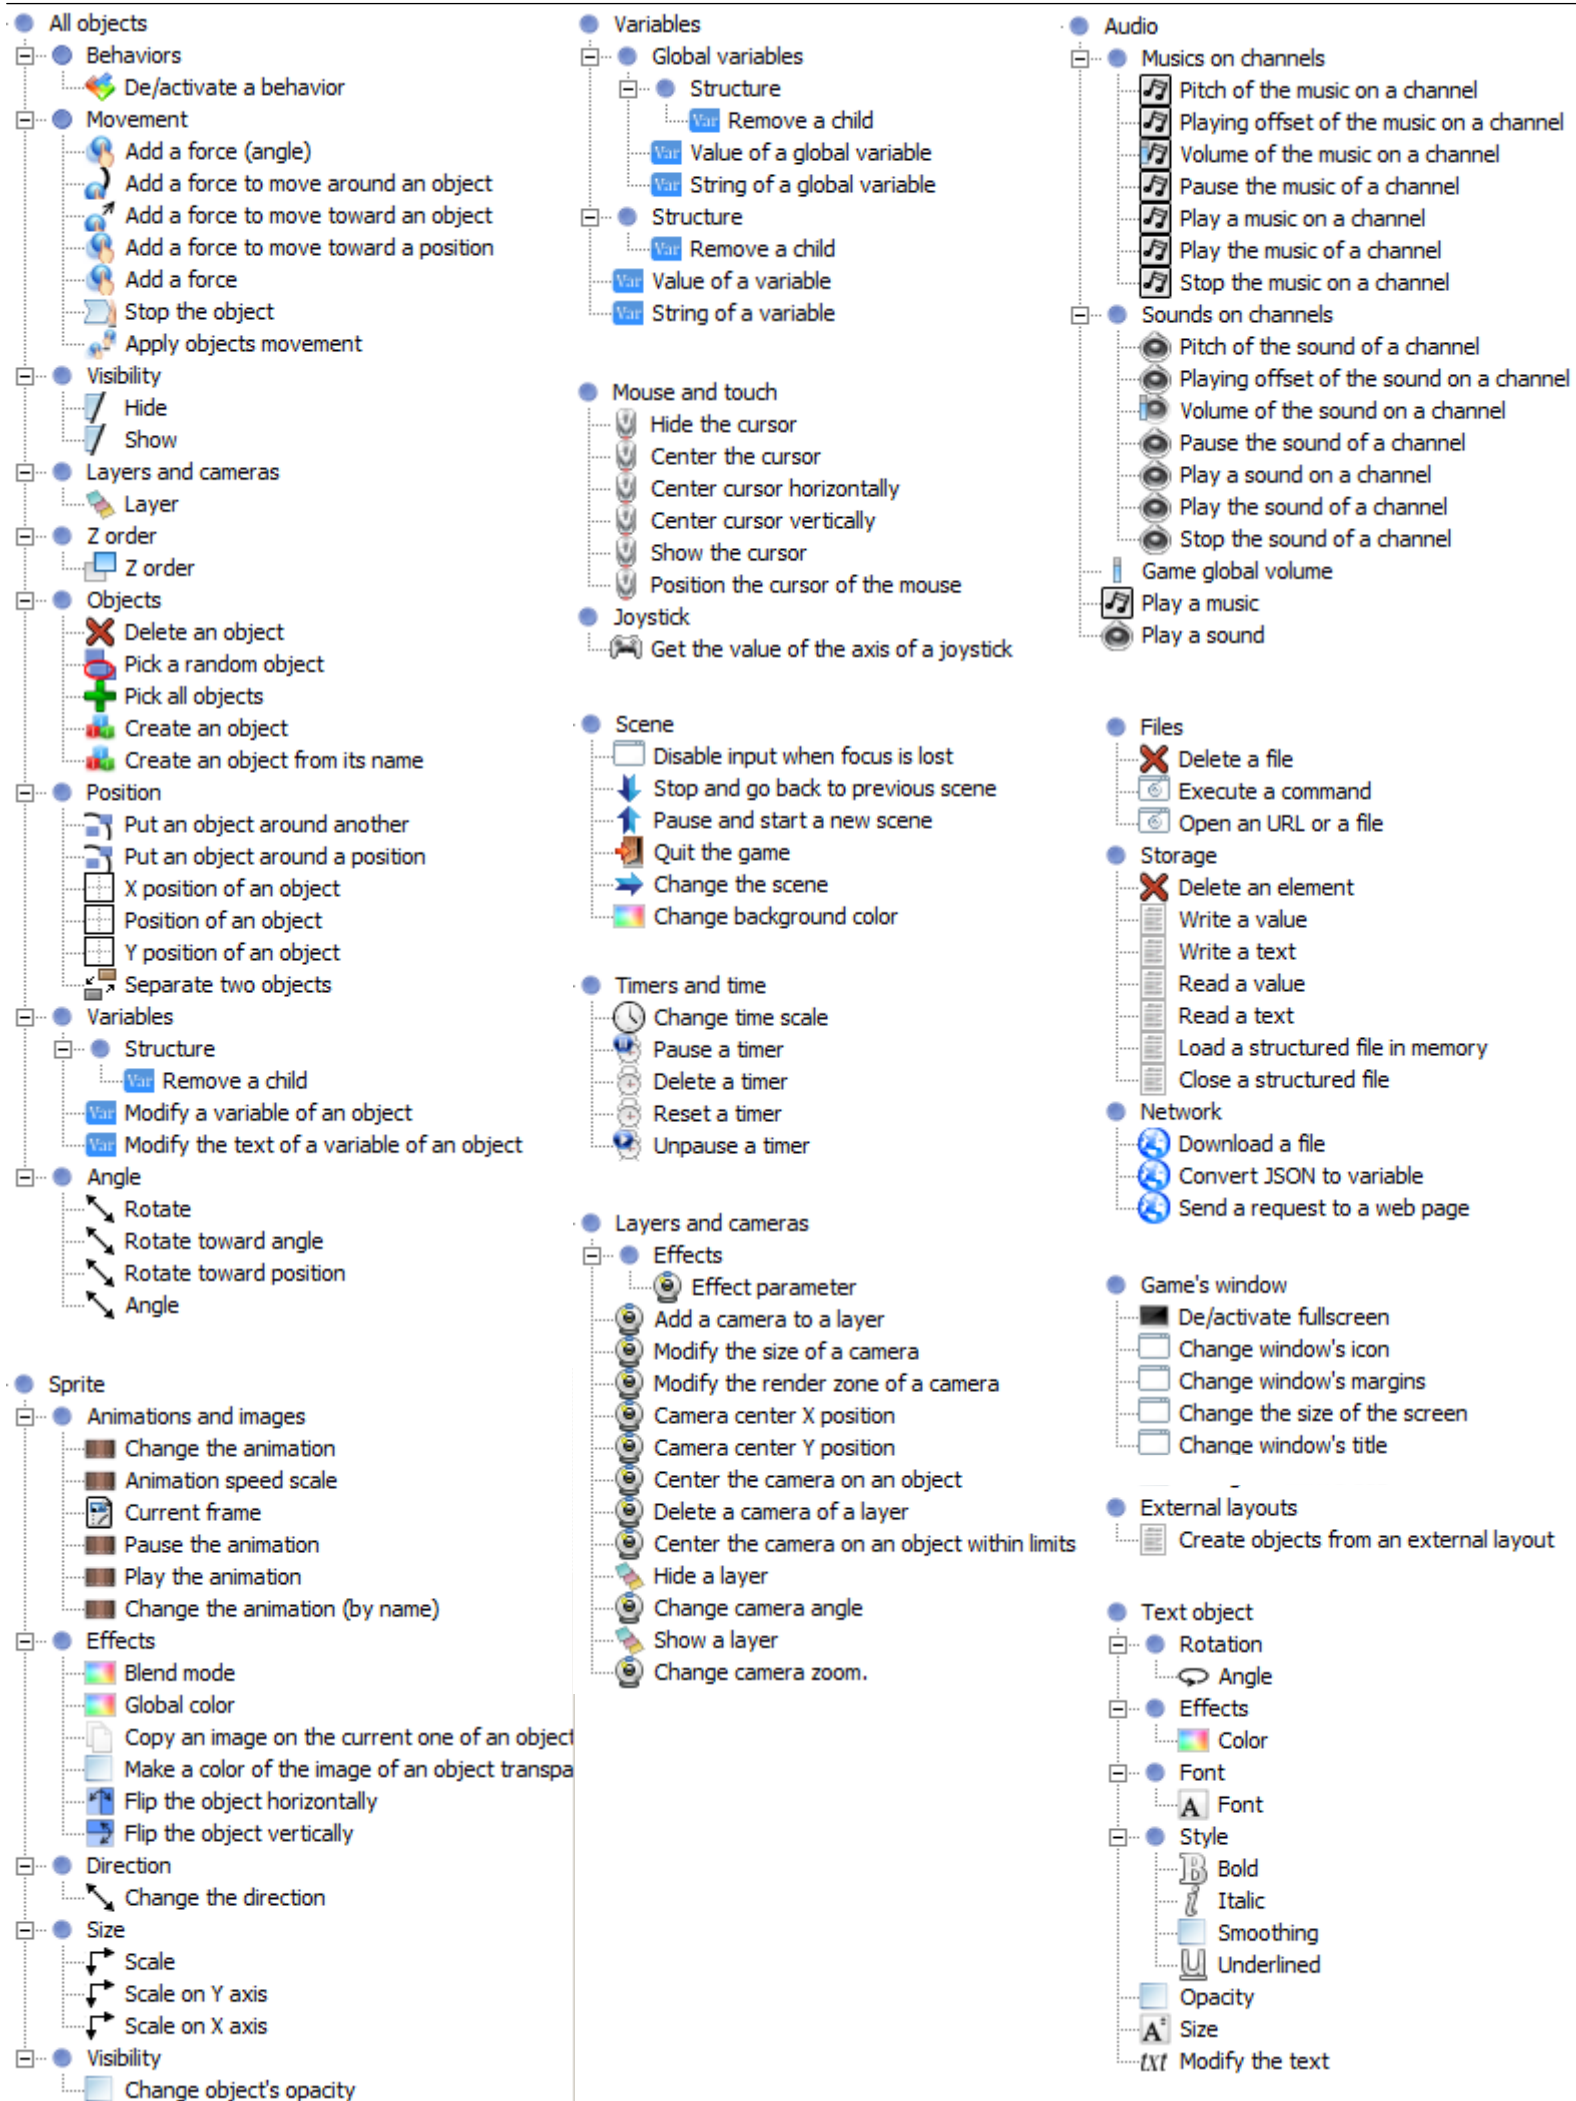 All objects
Behaviors
De/activate a behavior
Movement
Add a force (angle)
Add a force to move around an object
Add a force to move toward an object
Add a force to move toward a position
Add a force
Stop the object
Apply objects movement
Visibility
Hide
Show
Layers and cameras
Layer
Z order
Z order
Objects
Delete an object
Pick a random object
Pick all objects
Create an object
Create an object from its name
Position
Put an object around another
Put an object around a position
X position of an object
Position of an object
Y position of an object
Separate two objects
Variables
Structure
Var Remove a child
Var Modify a variable of an object
Var Modify the text of a variable of an object
Angle
Rotate
Rotate toward angle
Rotate toward position
Angle
Sprite
Animations and images
Change the animation
Animation speed scale
Current frame
Pause the animation
Play the animation
Change the animation (by name)
Effects
Blend mode
Global color
Copy an image on the current one of an object
Make a color of the image of an object transpa
Flip the object horizontally
Flip the object vertically
Direction
Change the direction
Size
Scale
Scale on Y axis
Scale on X axis
Visibility
Change object's opacity
Variables
Global variables
Structure
Var Remove a child
Var Value of a global variable
Var String of a global variable
Structure
Var Remove a child
Var Value of a variable
Var String of a variable
Mouse and touch
Hide the cursor
Center the cursor
Center cursor horizontally
Center cursor vertically
Show the cursor
Position the cursor of the mouse
Joystick
Get the value of the axis of a joystick
Scene
Disable input when focus is lost
Stop and go back to previous scene
Pause and start a new scene
Quit the game
Change the scene
Change background color
Timers and time
Change time scale
Pause a timer
Delete a timer
Reset a timer
Unpause a timer
Layers and cameras
Effects
Effect parameter
Add a camera to a layer
Modify the size of a camera
Modify the render zone of a camera
Camera center X position
Camera center Y position
Center the camera on an object
Delete a camera of a layer
Center the camera on an object within limits
Hide a layer
Change camera angle
Show a layer
Change camera zoom.
Audio
Musics on channels
Pitch of the music on a channel
Playing offset of the music on a channel
Volume of the music on a channel
Pause the music of a channel
Play a music on a channel
Play the music of a channel
Stop the music on a channel
Sounds on channels
Pitch of the sound of a channel
Playing offset of the sound on a channel
Volume of the sound on a channel
Pause the sound of a channel
Play a sound on a channel
Play the sound of a channel
Stop the sound of a channel
Game global volume
Play a music
Play a sound
Files
Delete a file
Execute a command
Open an URL or a file
Storage
Delete an element
Write a value
Write a text
Read a value
Read a text
Load a structured file in memory
Close a structured file
Network
Download a file
Convert JSON to variable
Send a request to a web page
Game's window
De/activate fullscreen
Change window's icon
Change window's margins
Change the size of the screen
Change window's title
External layouts
Create objects from an external layout
Text object
Rotation
Angle
Effects
Color
Font
A Font
Style
B Bold
i Italic
Smoothing
U Underlined
Opacity
A Size
txt Modify the text